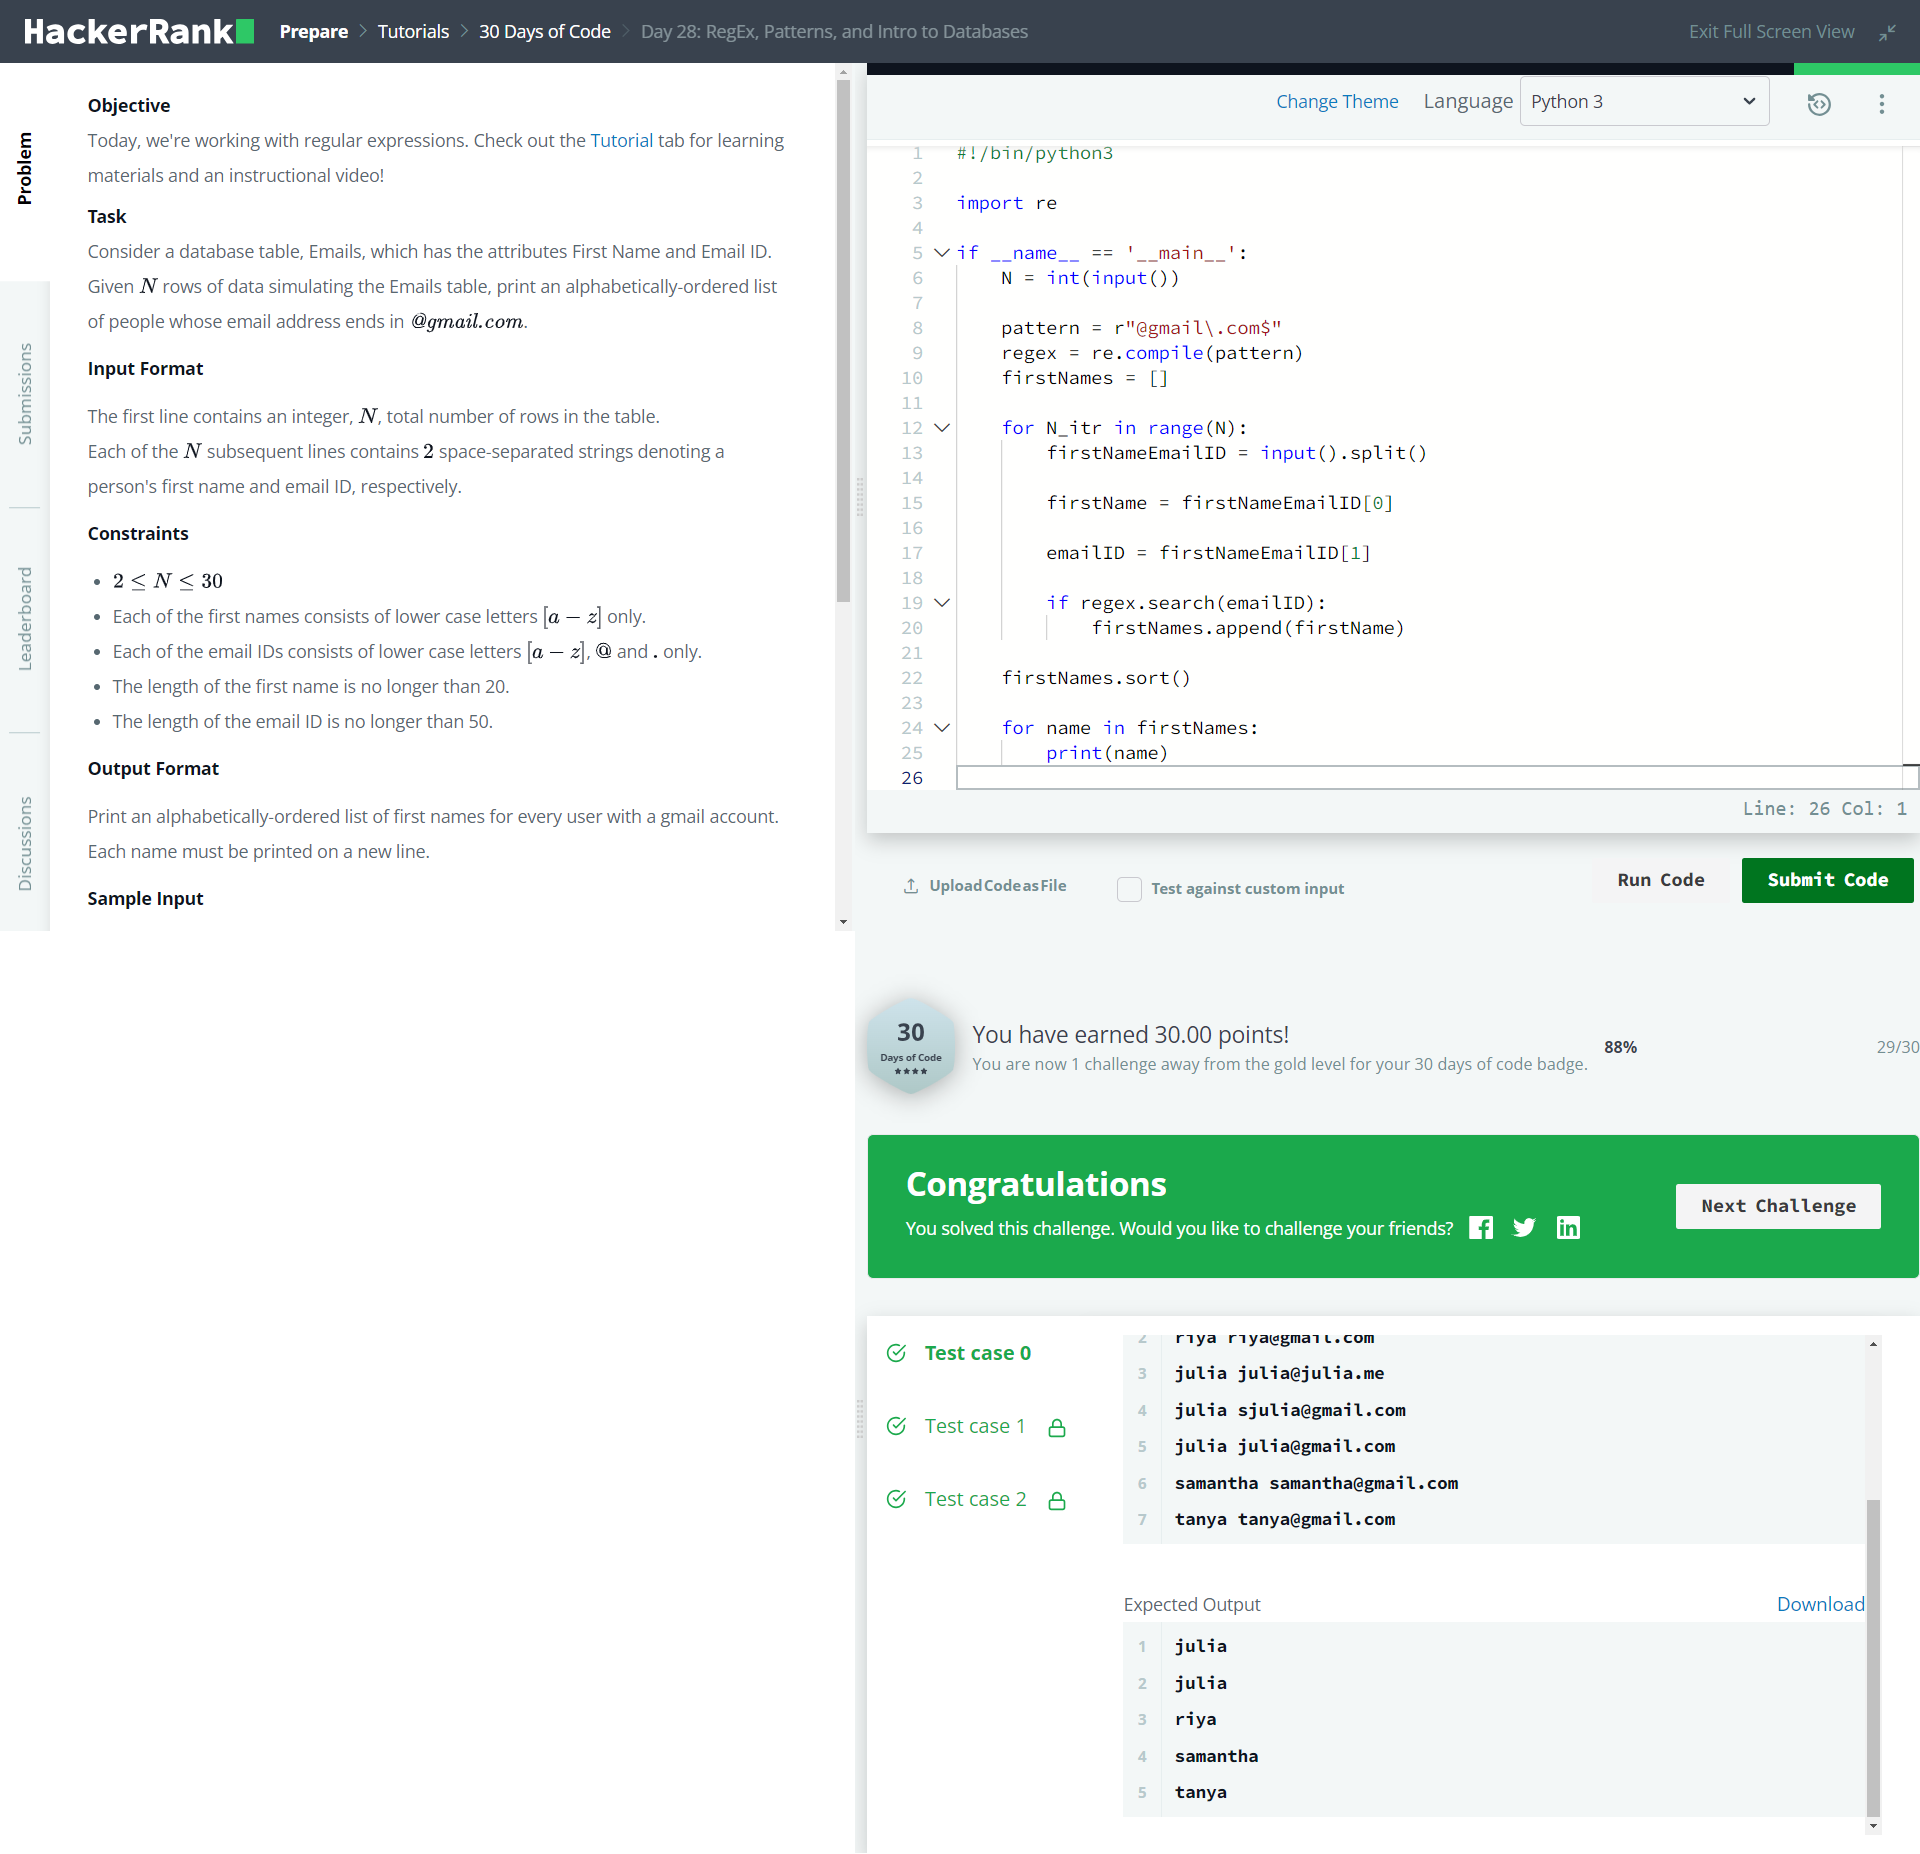 HackerRank Prepare > Tutorials > 30 Days of Code > Day 28: RegEx, Patterns, and Intro to Databases Exit Full Screen View
Problem
Submissions
Leaderboard
Discussions
Objective
Today, we're working with regular expressions. Check out the Tutorial tab for learning
materials and an instructional video!
Task
Consider a database table, Emails, which has the attributes First Name and Email ID.
Given N rows of data simulating the Emails table, print an alphabetically-ordered list
of people whose email address ends in @gmail.com.
Input Format
The first line contains an integer, N, total number of rows in the table.
Each of the N subsequent lines contains 2 space-separated strings denoting a
person's first name and email ID, respectively.
Constraints
• 2 ≤ N ≤ 30
• Each of the first names consists of lower case letters [a − z] only.
• Each of the email IDs consists of lower case letters [a − z], @ and . only.
• The length of the first name is no longer than 20.
• The length of the email ID is no longer than 50.
Output Format
Print an alphabetically-ordered list of first names for every user with a gmail account.
Each name must be printed on a new line.
Sample Input
Change Theme Language Python 3
1 #!/bin/python3
2
3 import re
4
5 if __name__ == '__main__':
6     N = int(input())
7
8     pattern = r"@gmail\.com$"
9     regex = re.compile(pattern)
10     firstNames = []
11
12     for N_itr in range(N):
13         firstNameEmailID = input().split()
14
15         firstName = firstNameEmailID[0]
16
17         emailID = firstNameEmailID[1]
18
19         if regex.search(emailID):
20             firstNames.append(firstName)
21
22     firstNames.sort()
23
24     for name in firstNames:
25         print(name)
26
Line: 26 Col: 1
Upload Code as File Test against custom input Run Code Submit Code
30
Days of Code
★★★★
You have earned 30.00 points!
You are now 1 challenge away from the gold level for your 30 days of code badge.
88%
29/30
Congratulations
You solved this challenge. Would you like to challenge your friends?
Next Challenge
Test case 0
Test case 1
Test case 2
2 riya riya@gmail.com
3 julia julia@julia.me
4 julia sjulia@gmail.com
5 julia julia@gmail.com
6 samantha samantha@gmail.com
7 tanya tanya@gmail.com
Expected Output Download
1 julia
2 julia
3 riya
4 samantha
5 tanya